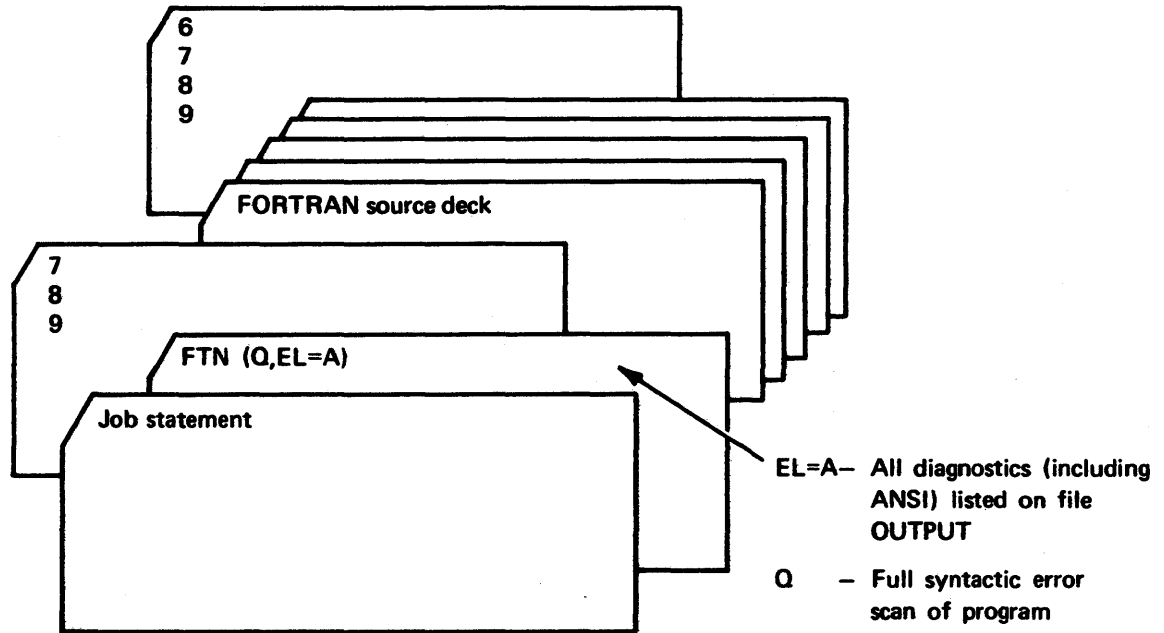 6
7
8
9
FORTRAN source deck
7
8
9
FTN (Q,EL=A)
Job statement
EL=A– All diagnostics (including
ANSI) listed on file
OUTPUT
Q – Full syntactic error
scan of program